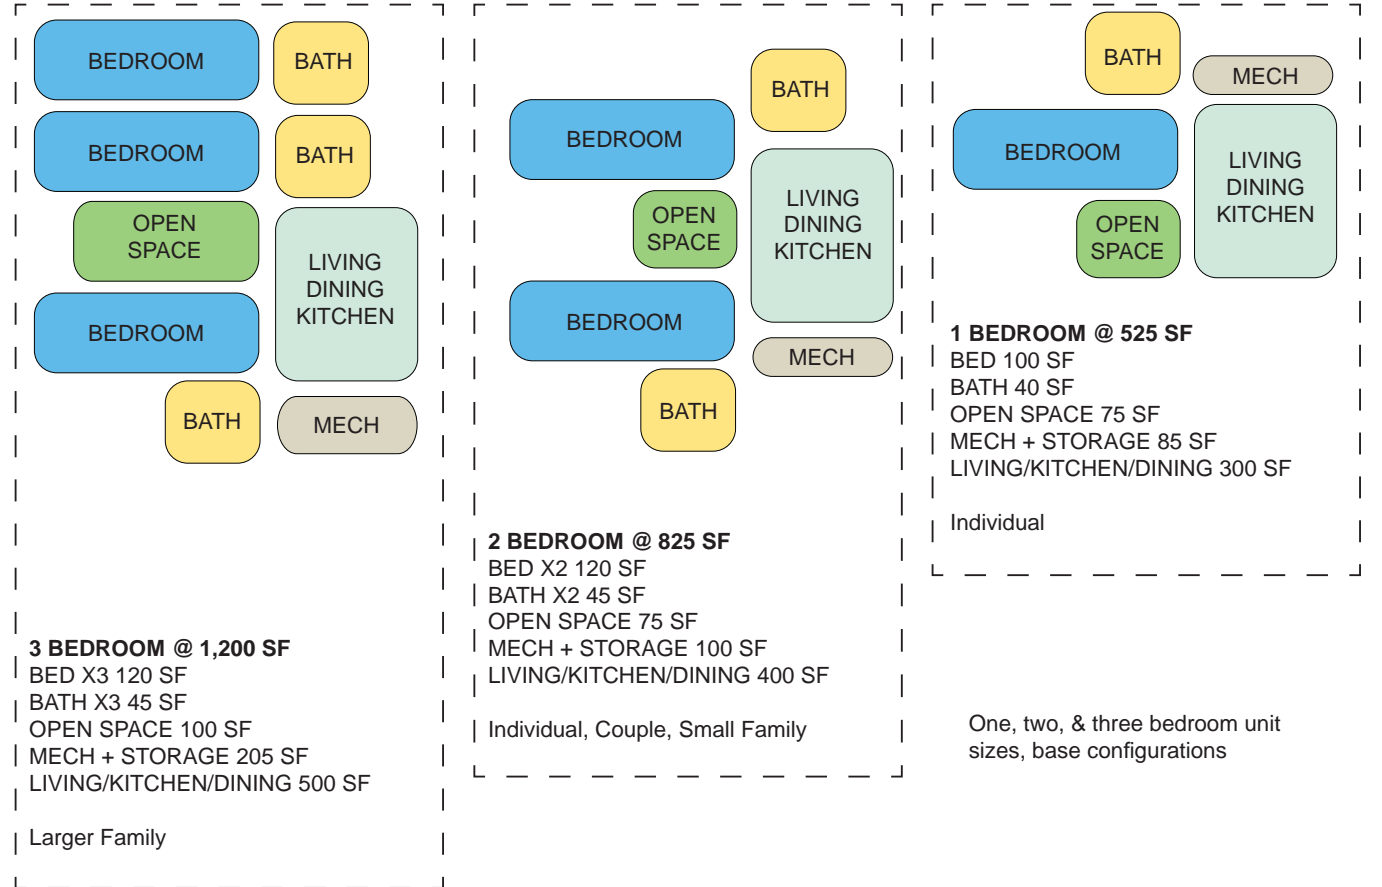 BEDROOM
BATH
BEDROOM
BATH
OPEN
SPACE
LIVING
DINING
KITCHEN
BEDROOM
BATH
MECH
3 BEDROOM @ 1,200 SF
BED X3 120 SF
BATH X3 45 SF
OPEN SPACE 100 SF
MECH + STORAGE 205 SF
LIVING/KITCHEN/DINING 500 SF
Larger Family
BATH
BEDROOM
LIVING
DINING
KITCHEN
OPEN
SPACE
BEDROOM
MECH
BATH
2 BEDROOM @ 825 SF
BED X2 120 SF
BATH X2 45 SF
OPEN SPACE 75 SF
MECH + STORAGE 100 SF
LIVING/KITCHEN/DINING 400 SF
Individual, Couple, Small Family
BATH
MECH
BEDROOM
LIVING
DINING
KITCHEN
OPEN
SPACE
1 BEDROOM @ 525 SF
BED 100 SF
BATH 40 SF
OPEN SPACE 75 SF
MECH + STORAGE 85 SF
LIVING/KITCHEN/DINING 300 SF
Individual
One, two, & three bedroom unit
sizes, base configurations